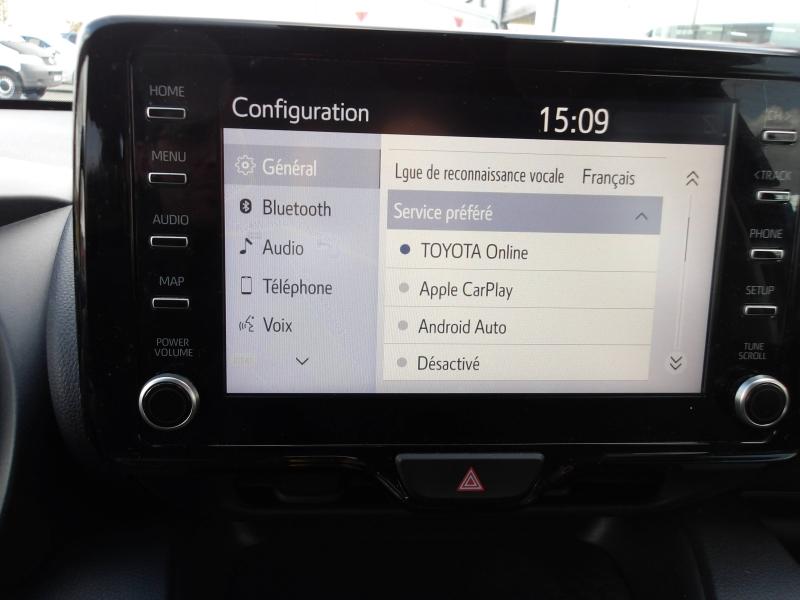 HOME
MENU
AUDIO
MAP
POWER
VOLUME
Configuration
15:09
Général
Bluetooth
Audio
Téléphone
Voix
Lgue de reconnaissance vocale Français
Service préféré
TOYOTA Online
Apple CarPlay
Android Auto
Désactivé
CH >
< TRACK
PHONE
SETUP
TUNE
SCROLL